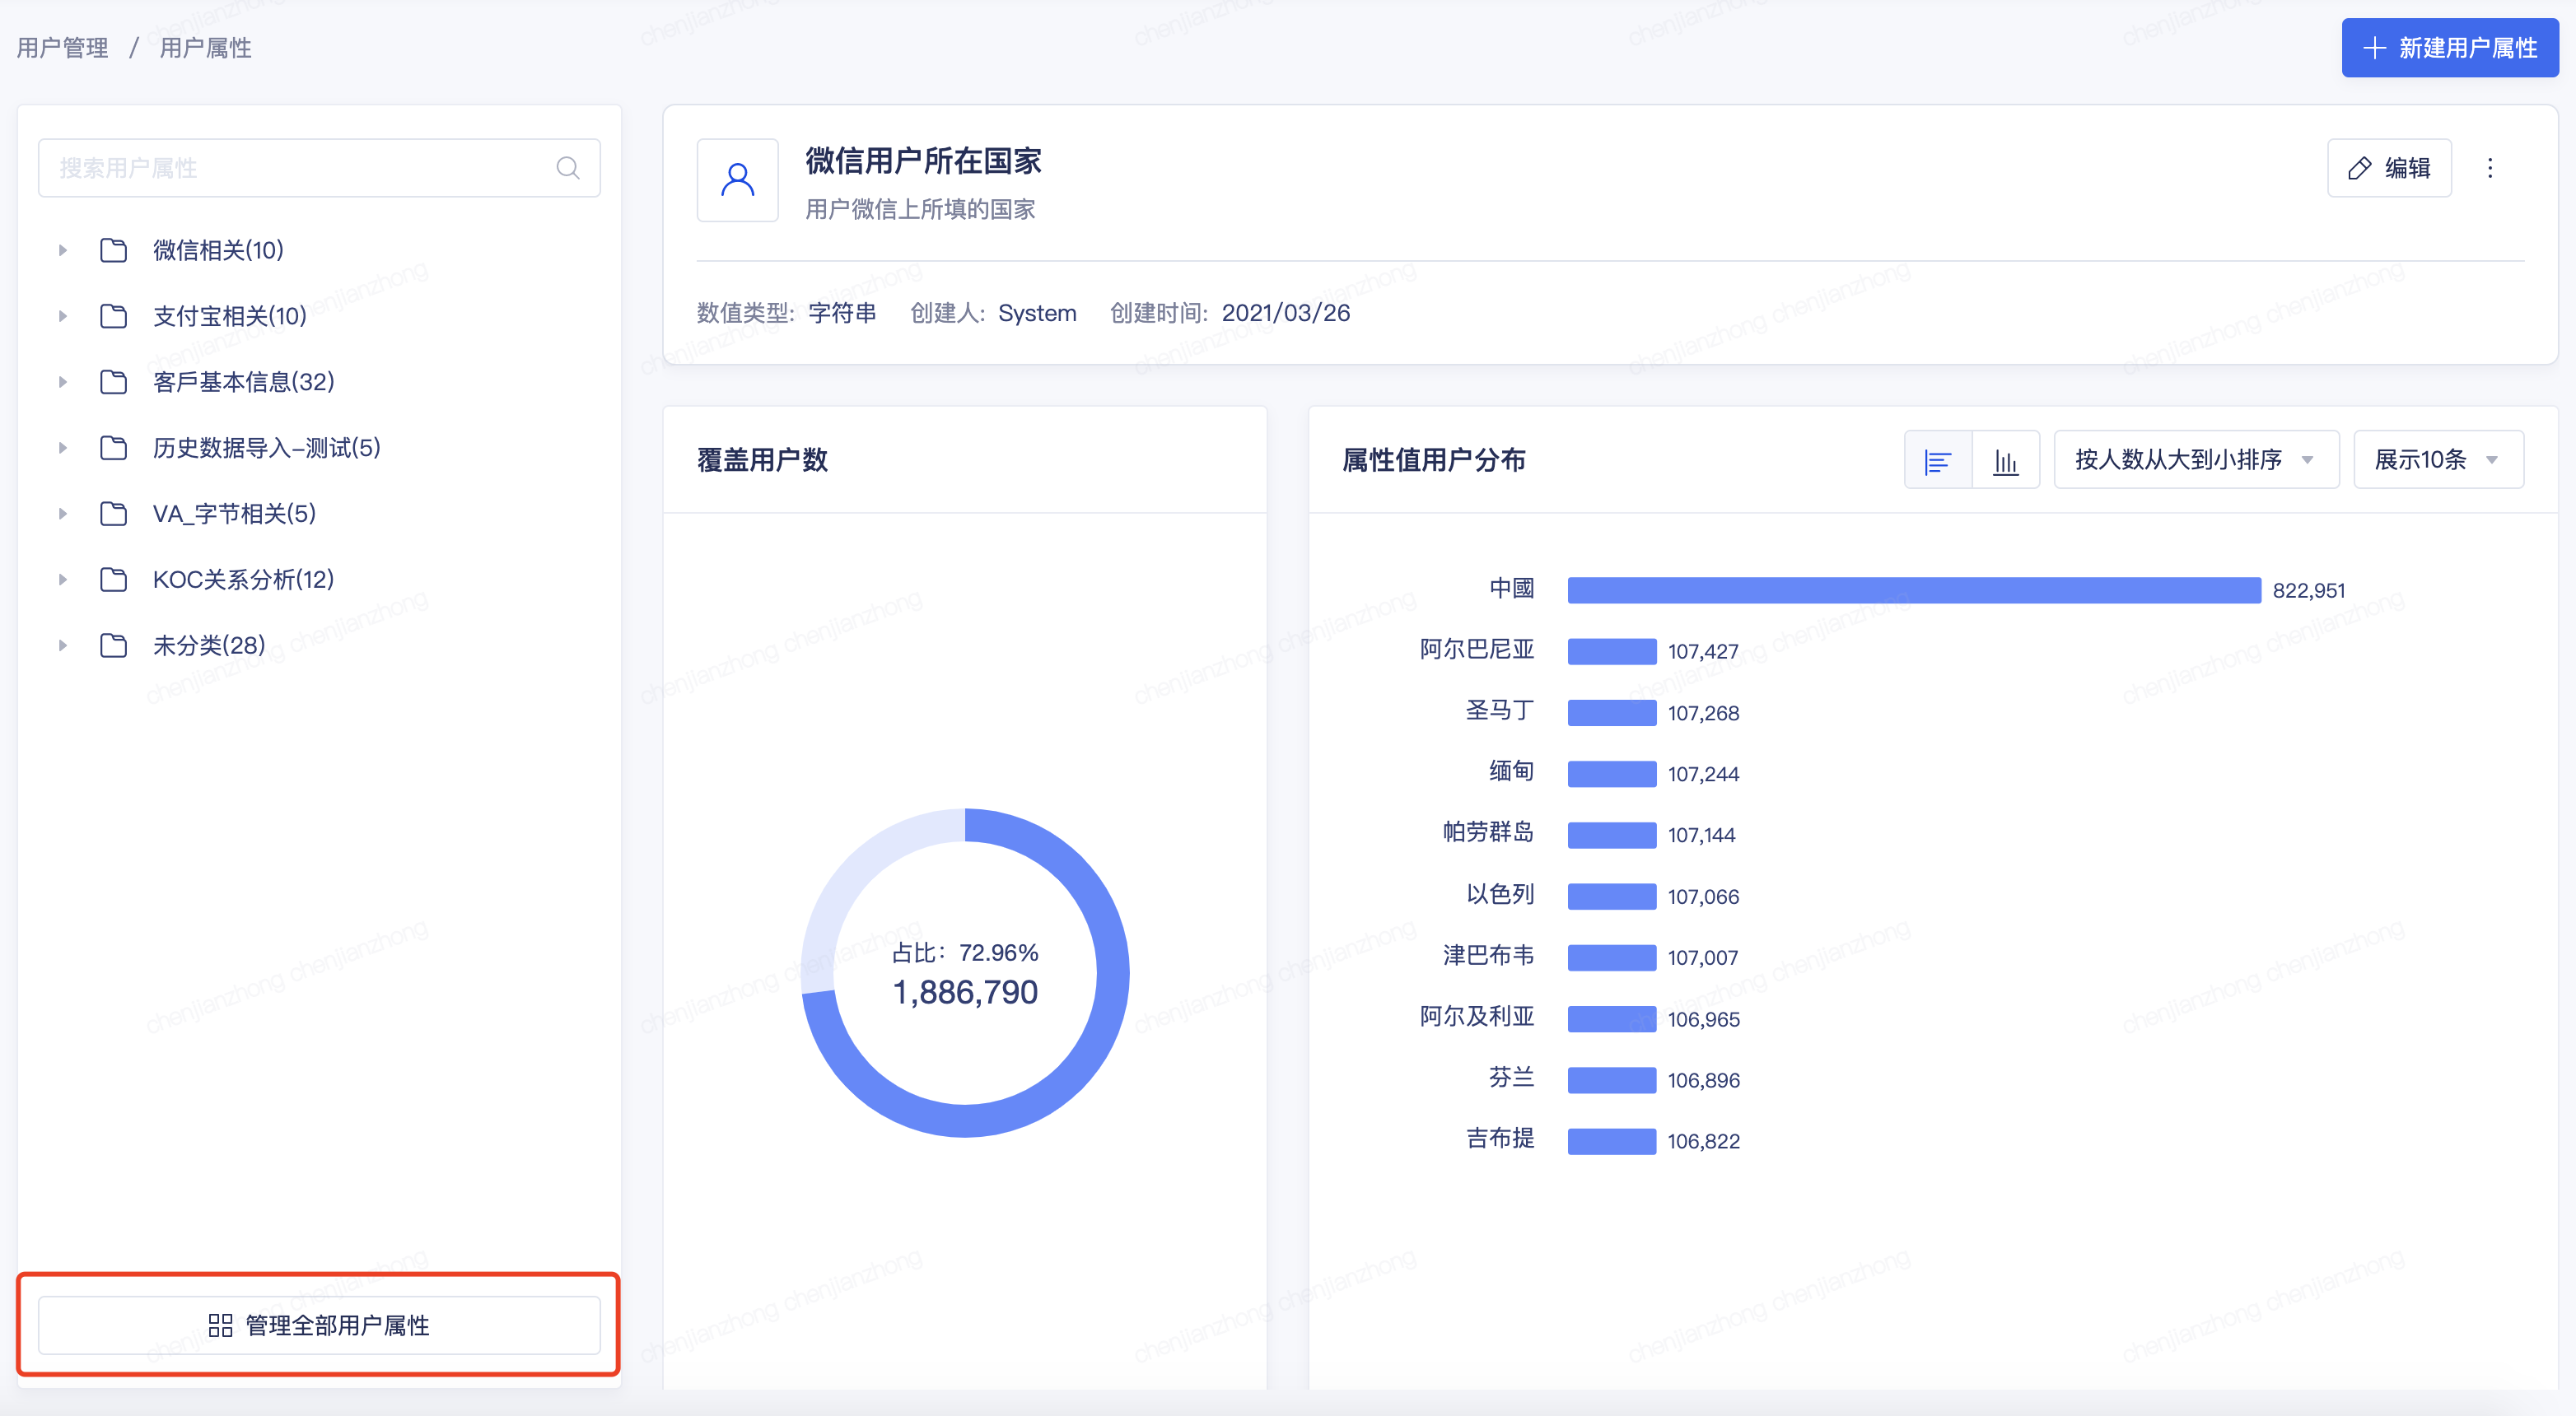 用户管理 / 用户属性
新建用户属性
搜索用户属性
微信相关(10)
支付宝相关(10)
客戶基本信息(32)
历史数据导入–测试(5)
VA_字节相关(5)
KOC关系分析(12)
未分类(28)
管理全部用户属性
微信用户所在国家
用户微信上所填的国家
编辑
数值类型: 字符串 创建人: System 创建时间: 2021/03/26
覆盖用户数
占比: 72.96%
1,886,790
属性值用户分布
按人数从大到小排序
展示10条
中國 822,951
阿尔巴尼亚 107,427
圣马丁 107,268
缅甸 107,244
帕劳群岛 107,144
以色列 107,066
津巴布韦 107,007
阿尔及利亚 106,965
芬兰 106,896
吉布提 106,822
chenjianzhong chenjianzhong